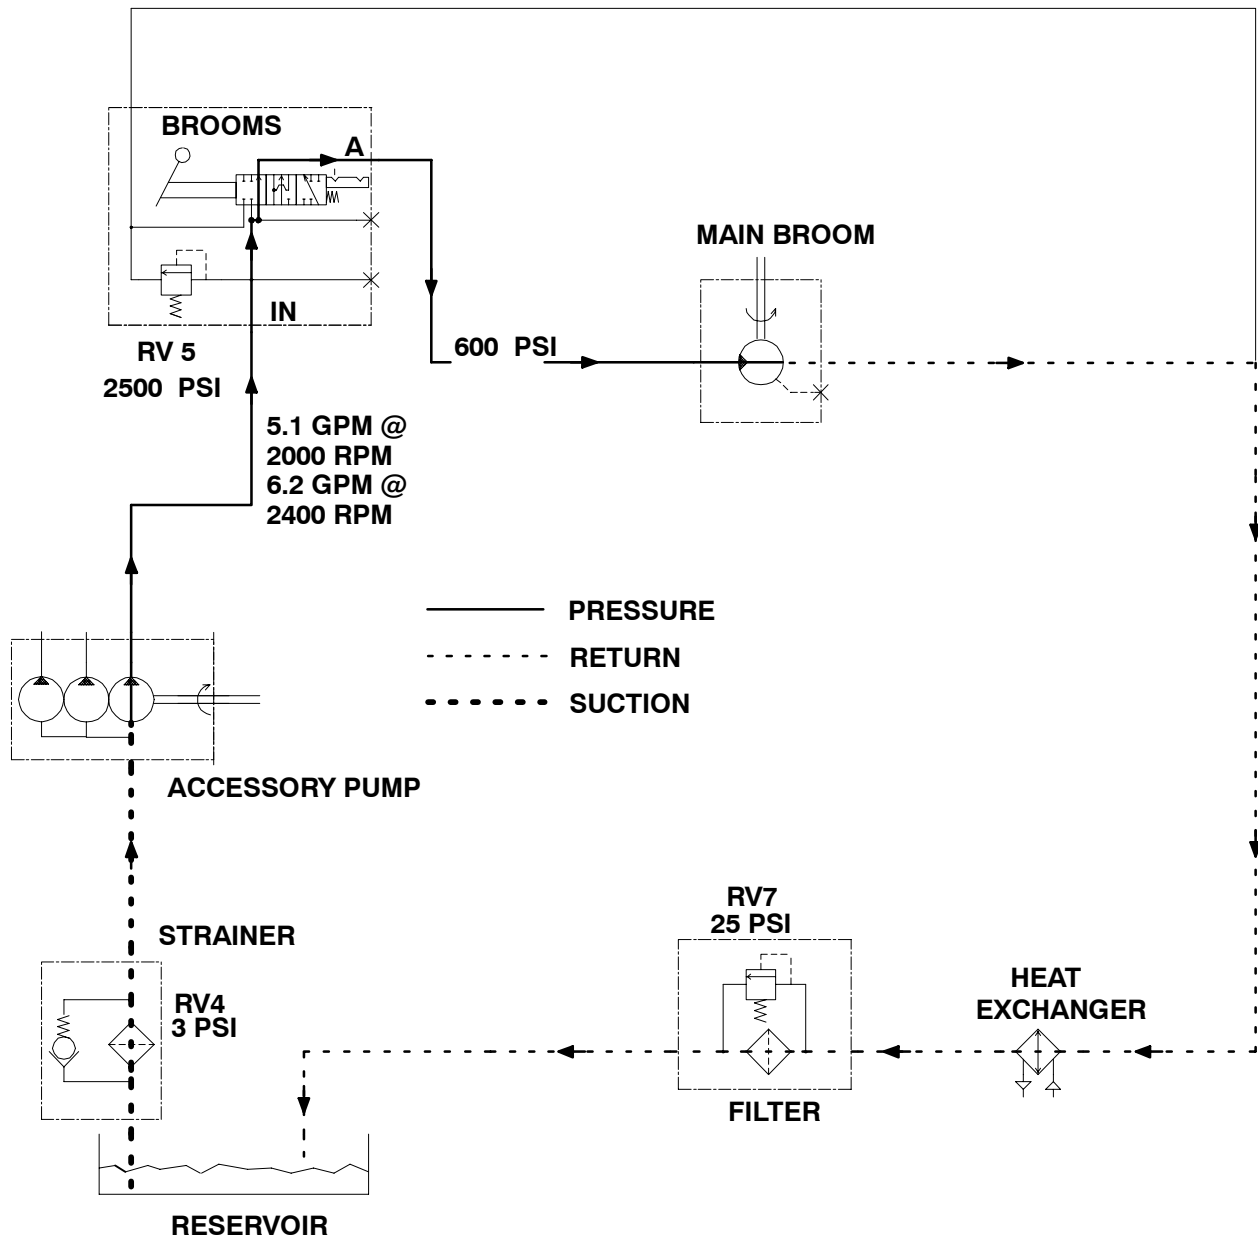 BROOMS
A
MAIN BROOM
IN
RV 5
2500 PSI
600 PSI
5.1 GPM @
2000 RPM
6.2 GPM @
2400 RPM
PRESSURE
RETURN
SUCTION
ACCESSORY PUMP
STRAINER
RV4
3 PSI
RV7
25 PSI
HEAT
EXCHANGER
FILTER
RESERVOIR